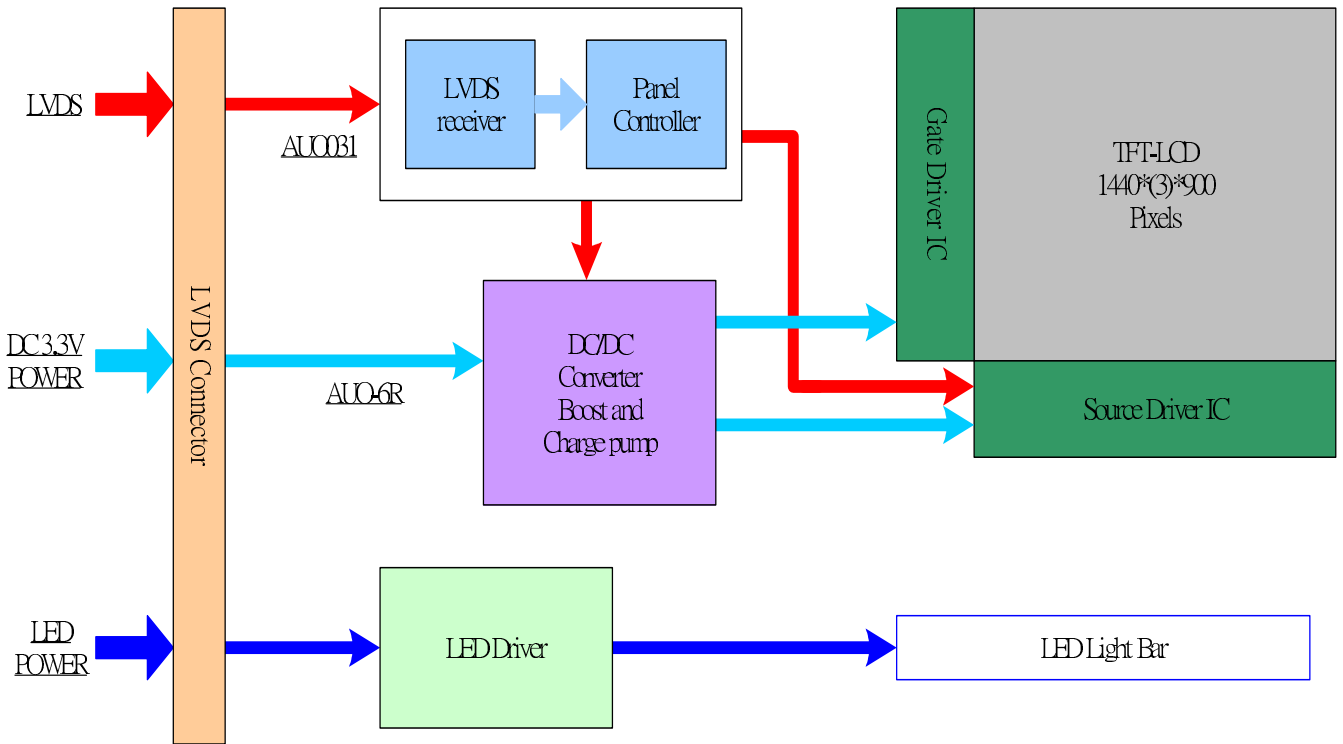 LVDS
AUO031
LVDS
receiver
Panel
Controller
Gate Driver IC
TFT-LCD
1440*(3)*900
Pixels
DC 3.3V
POWER
LVDS Connector
AUO-6R
DC/DC
Converter
Boost and
Charge pump
Source Driver IC
LED
POWER
LED Driver
LED Light Bar